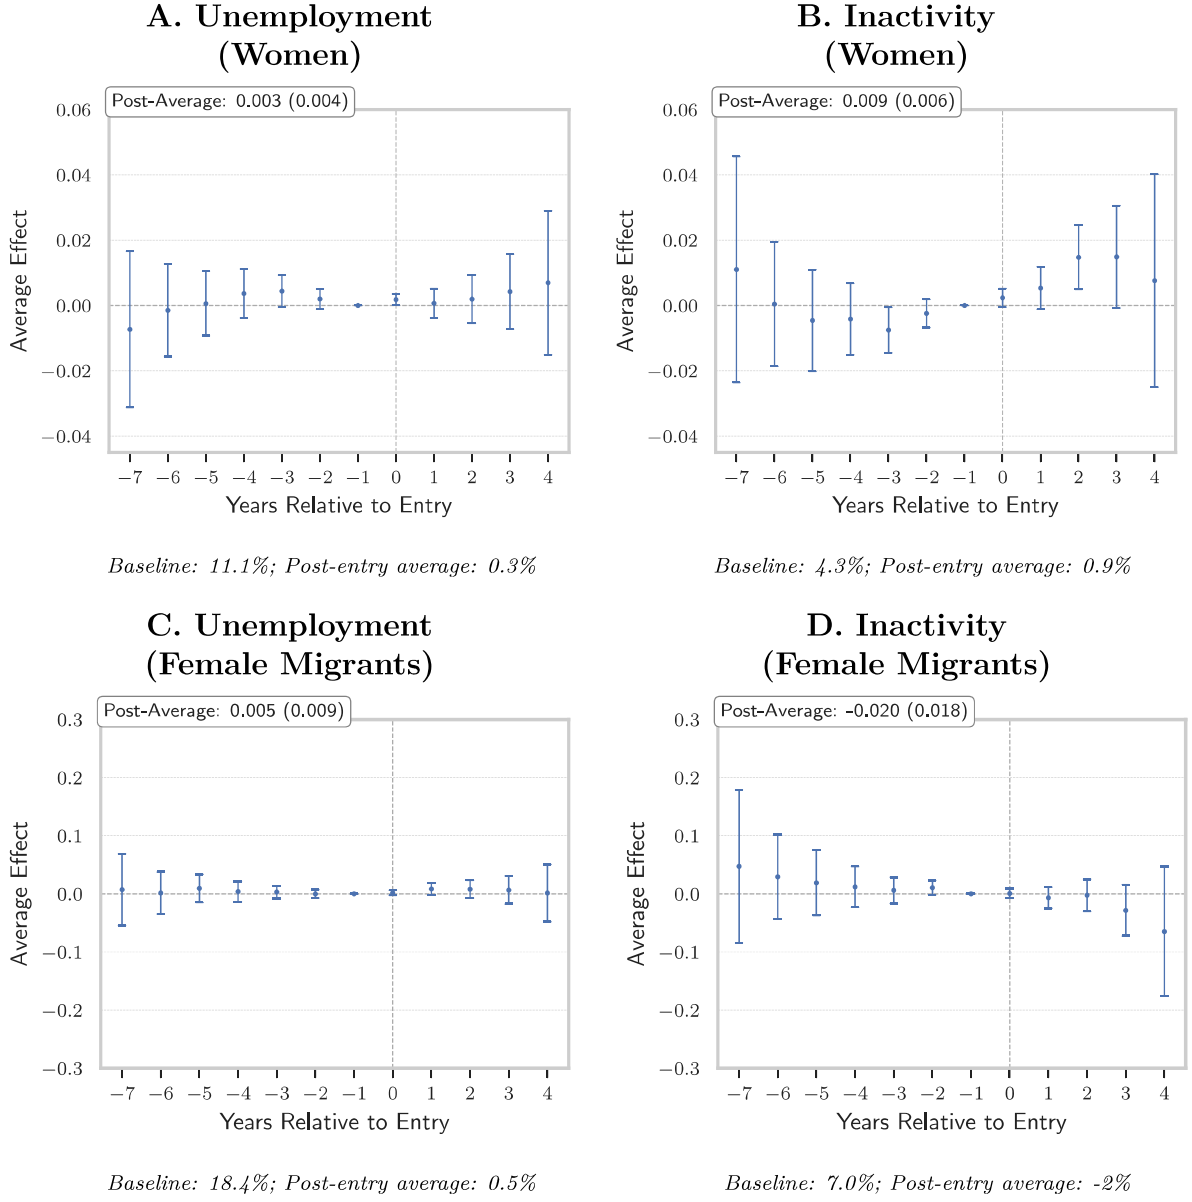 A. Unemployment
(Women)
Post-Average: 0.003 (0.004)
0.06
0.04
0.02
0.00
−0.02
−0.04
Average Effect
−7 −6 −5 −4 −3 −2 −1 0 1 2 3 4
Years Relative to Entry
Baseline: 11.1%; Post-entry average: 0.3%
B. Inactivity
(Women)
Post-Average: 0.009 (0.006)
0.06
0.04
0.02
0.00
−0.02
−0.04
Average Effect
−7 −6 −5 −4 −3 −2 −1 0 1 2 3 4
Years Relative to Entry
Baseline: 4.3%; Post-entry average: 0.9%
C. Unemployment
(Female Migrants)
Post-Average: 0.005 (0.009)
0.3
0.2
0.1
0.0
−0.1
−0.2
−0.3
Average Effect
−7 −6 −5 −4 −3 −2 −1 0 1 2 3 4
Years Relative to Entry
Baseline: 18.4%; Post-entry average: 0.5%
D. Inactivity
(Female Migrants)
Post-Average: -0.020 (0.018)
0.3
0.2
0.1
0.0
−0.1
−0.2
−0.3
Average Effect
−7 −6 −5 −4 −3 −2 −1 0 1 2 3 4
Years Relative to Entry
Baseline: 7.0%; Post-entry average: -2%